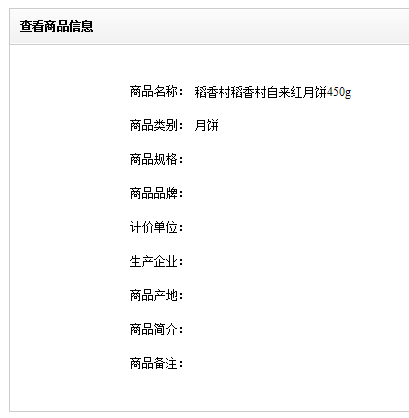 查看商品信息
商品名称： 稻香村稻香村自来红月饼450g
商品类别： 月饼
商品规格：
商品品牌：
计价单位：
生产企业：
商品产地：
商品简介：
商品备注：